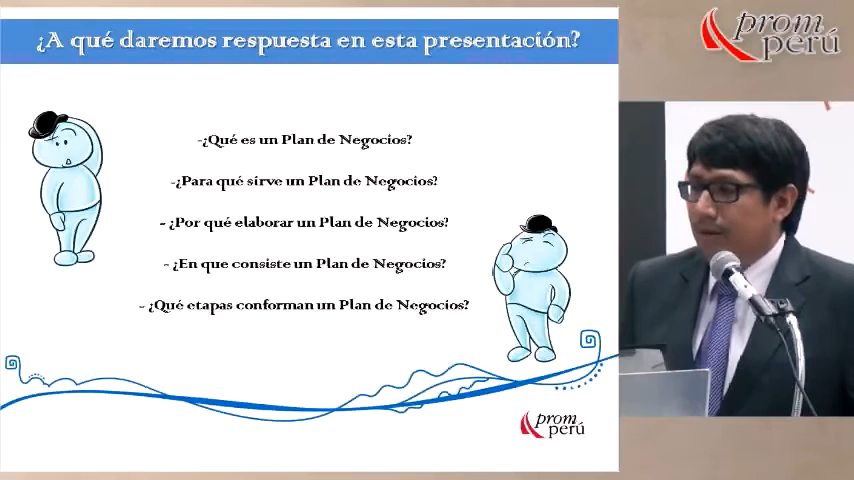 ¿A qué daremos respuesta en esta presentación?
prom
perú
-¿Qué es un Plan de Negocios?
-¿Para qué sirve un Plan de Negocios?
- ¿Por qué elaborar un Plan de Negocios?
- ¿En que consiste un Plan de Negocios?
- ¿Qué etapas conforman un Plan de Negocios?
prom
perú